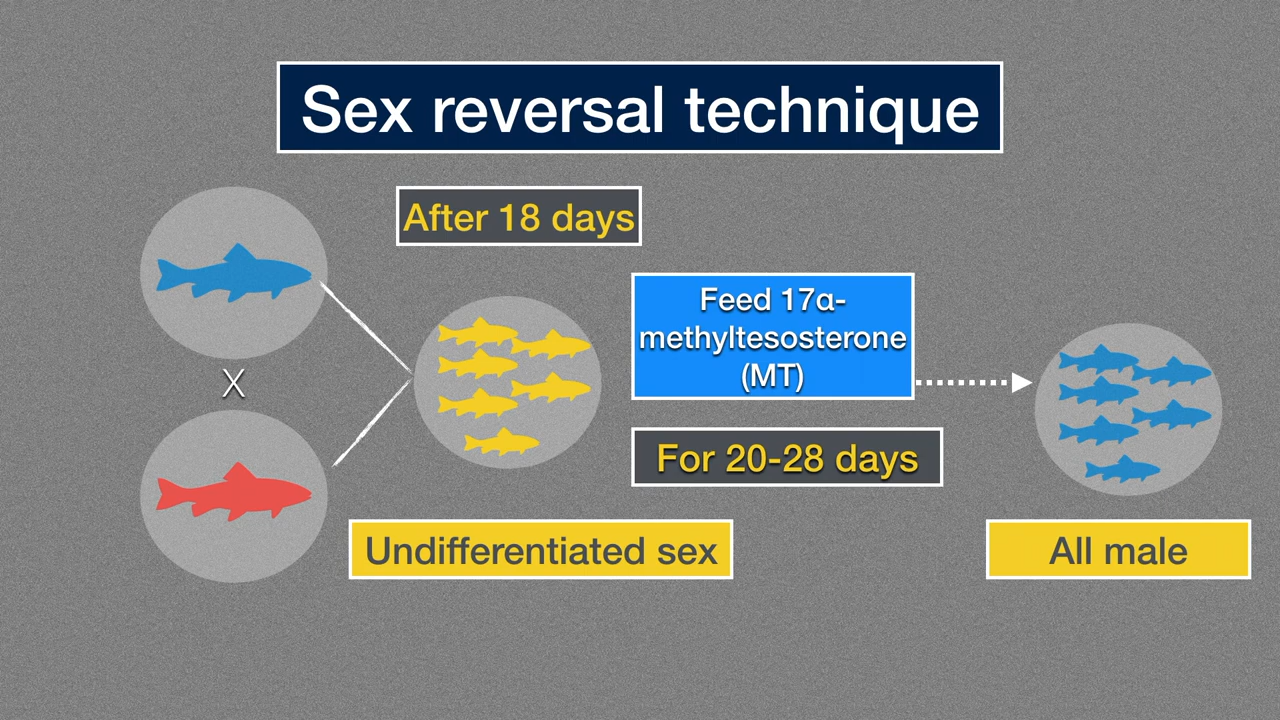 Sex reversal technique
After 18 days
Feed 17α-
methyltesosterone
(MT)
X
For 20-28 days
Undifferentiated sex
All male